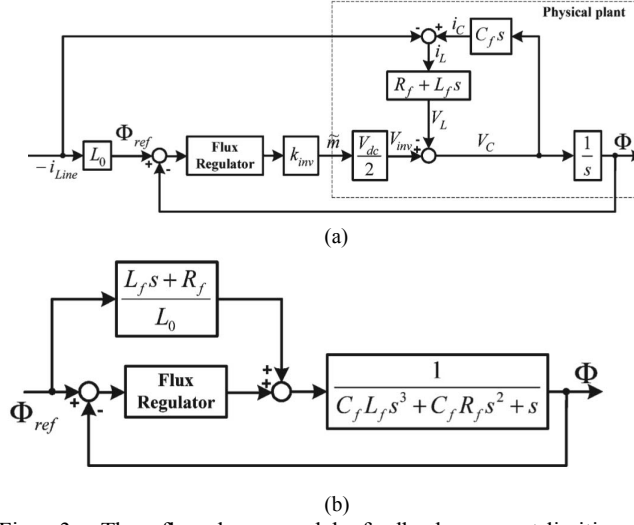 Physical plant
- + i_C C_f s
i_L
R_f + L_f s
Φ_ref V_L
-i_Line L_0 + - Flux Regulator k_inv m̃ V_dc/2 V_inv - + V_C 1/s Φ
(a)
(L_f s + R_f)/L_0
+ +
Φ_ref + - Flux Regulator 1/(C_f L_f s^3 + C_f R_f s^2 + s) Φ
(b)